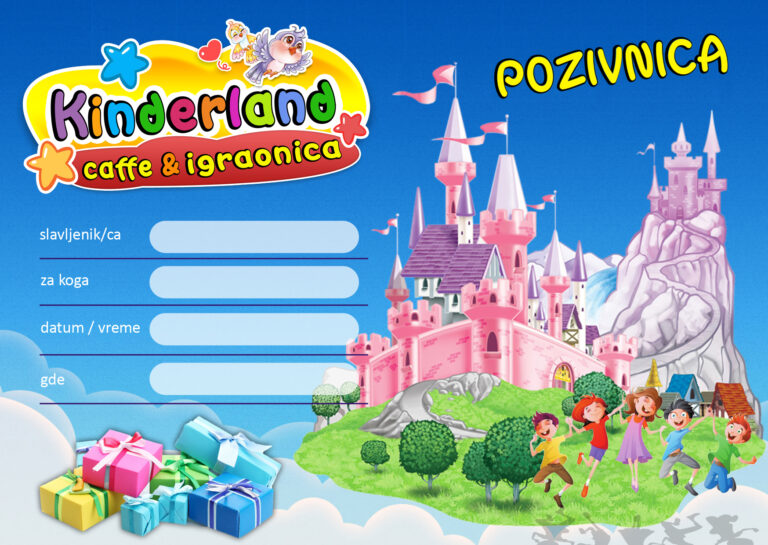 Kinderland
caffe & igraonica
POZIVNICA
slavljenik/ca
za koga
datum / vreme
gde